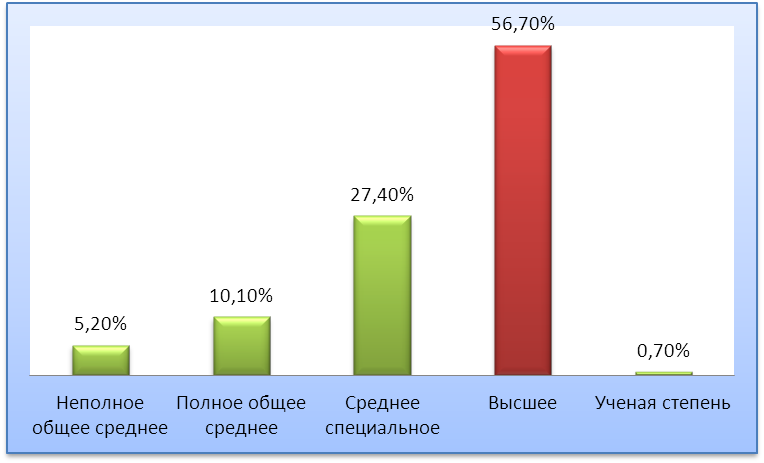 56,70%
27,40%
10,10%
5,20%
0,70%
Неполное общее среднее
Полное общее среднее
Среднее специальное
Высшее
Ученая степень